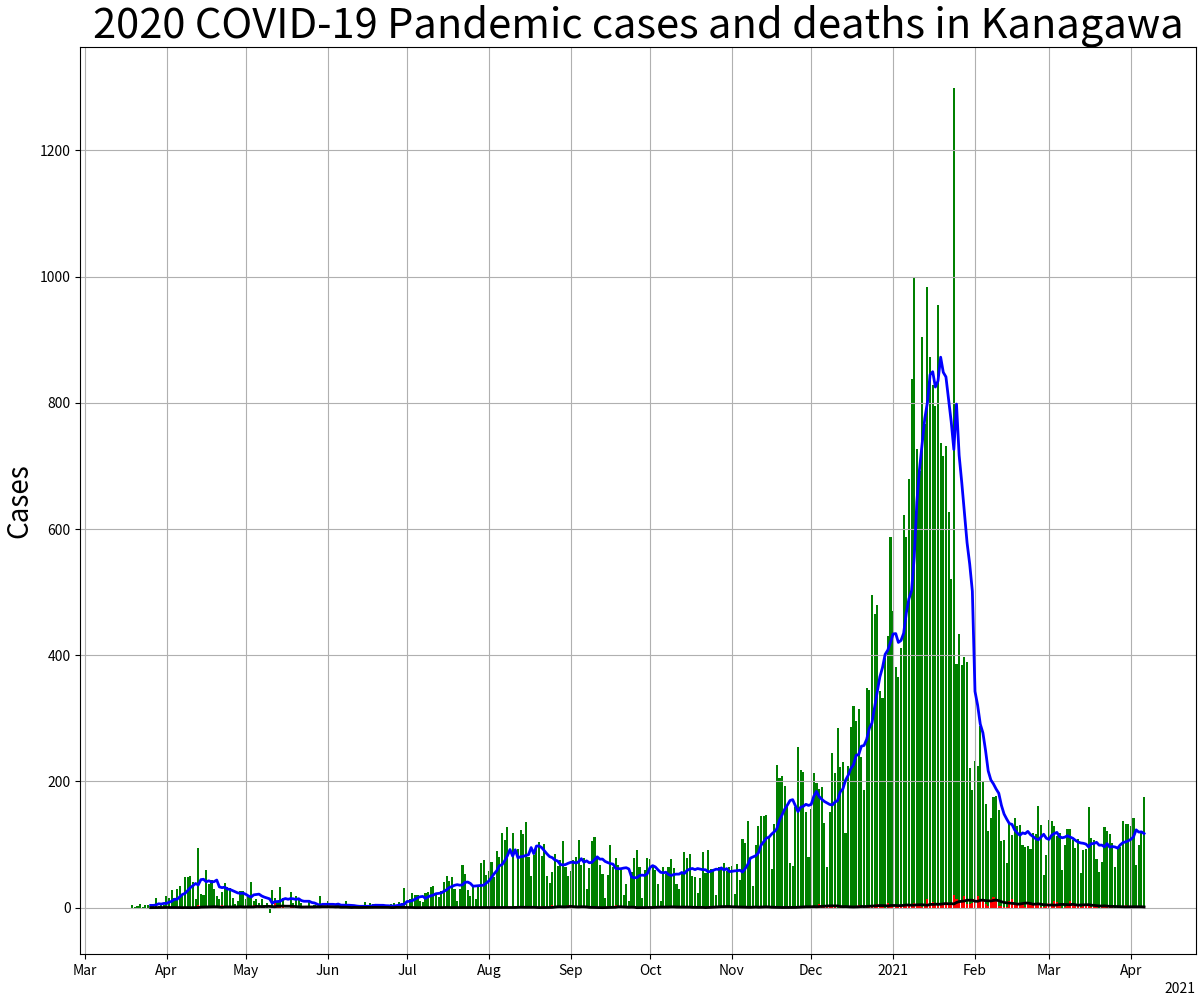 2020 COVID-19 Pandemic cases and deaths in Kanagawa
Cases
1200
1000
800
600
400
200
0
Mar Apr May Jun Jul Aug Sep Oct Nov Dec 2021 Feb Mar Apr
2021